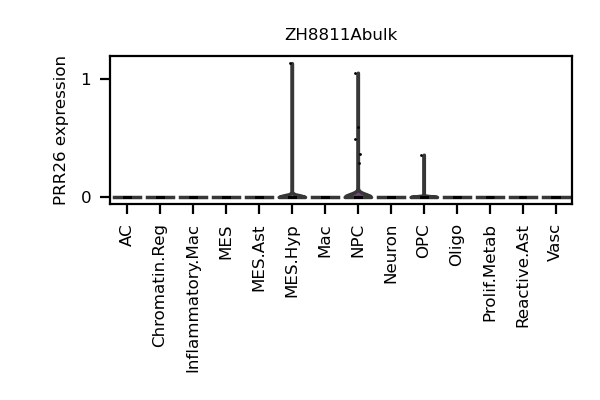 ZH8811Abulk
PRR26 expression
1
0
AC
Chromatin.Reg
Inflammatory.Mac
MES
MES.Ast
MES.Hyp
Mac
NPC
Neuron
OPC
Oligo
Prolif.Metab
Reactive.Ast
Vasc